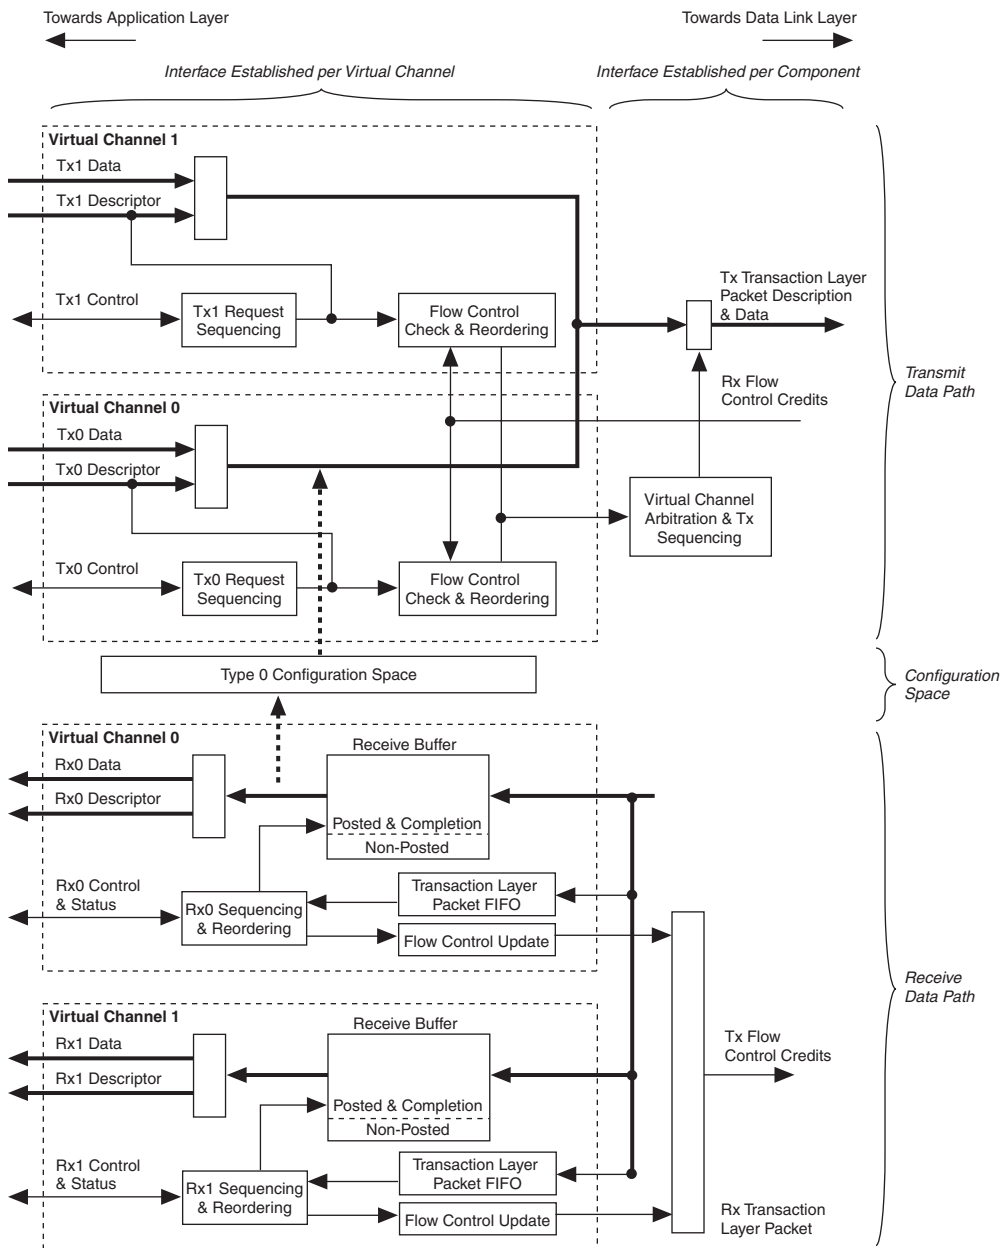 Towards Application Layer
Towards Data Link Layer
Interface Established per Virtual Channel
Interface Established per Component
Virtual Channel 1
Tx1 Data
Tx1 Descriptor
Tx1 Control
Tx1 Request
Sequencing
Flow Control
Check & Reordering
Tx Transaction Layer
Packet Description
& Data
Rx Flow
Control Credits
Transmit
Data Path
Virtual Channel 0
Tx0 Data
Tx0 Descriptor
Tx0 Control
Tx0 Request
Sequencing
Flow Control
Check & Reordering
Virtual Channel
Arbitration & Tx
Sequencing
Type 0 Configuration Space
Configuration
Space
Virtual Channel 0
Rx0 Data
Rx0 Descriptor
Receive Buffer
Posted & Completion
Non-Posted
Rx0 Control
& Status
Rx0 Sequencing
& Reordering
Transaction Layer
Packet FIFO
Flow Control Update
Receive
Data Path
Virtual Channel 1
Rx1 Data
Rx1 Descriptor
Receive Buffer
Posted & Completion
Non-Posted
Tx Flow
Control Credits
Rx1 Control
& Status
Rx1 Sequencing
& Reordering
Transaction Layer
Packet FIFO
Flow Control Update
Rx Transaction
Layer Packet